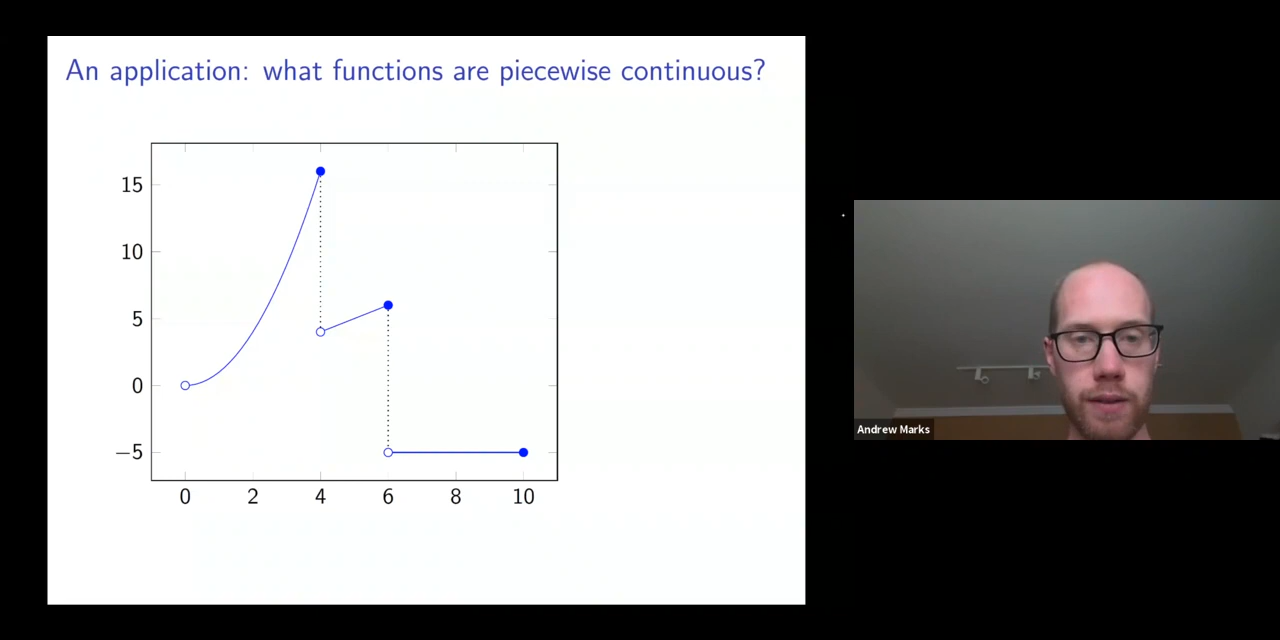 An application: what functions are piecewise continuous?
15
10
5
0
−5
0 2 4 6 8 10
Andrew Marks